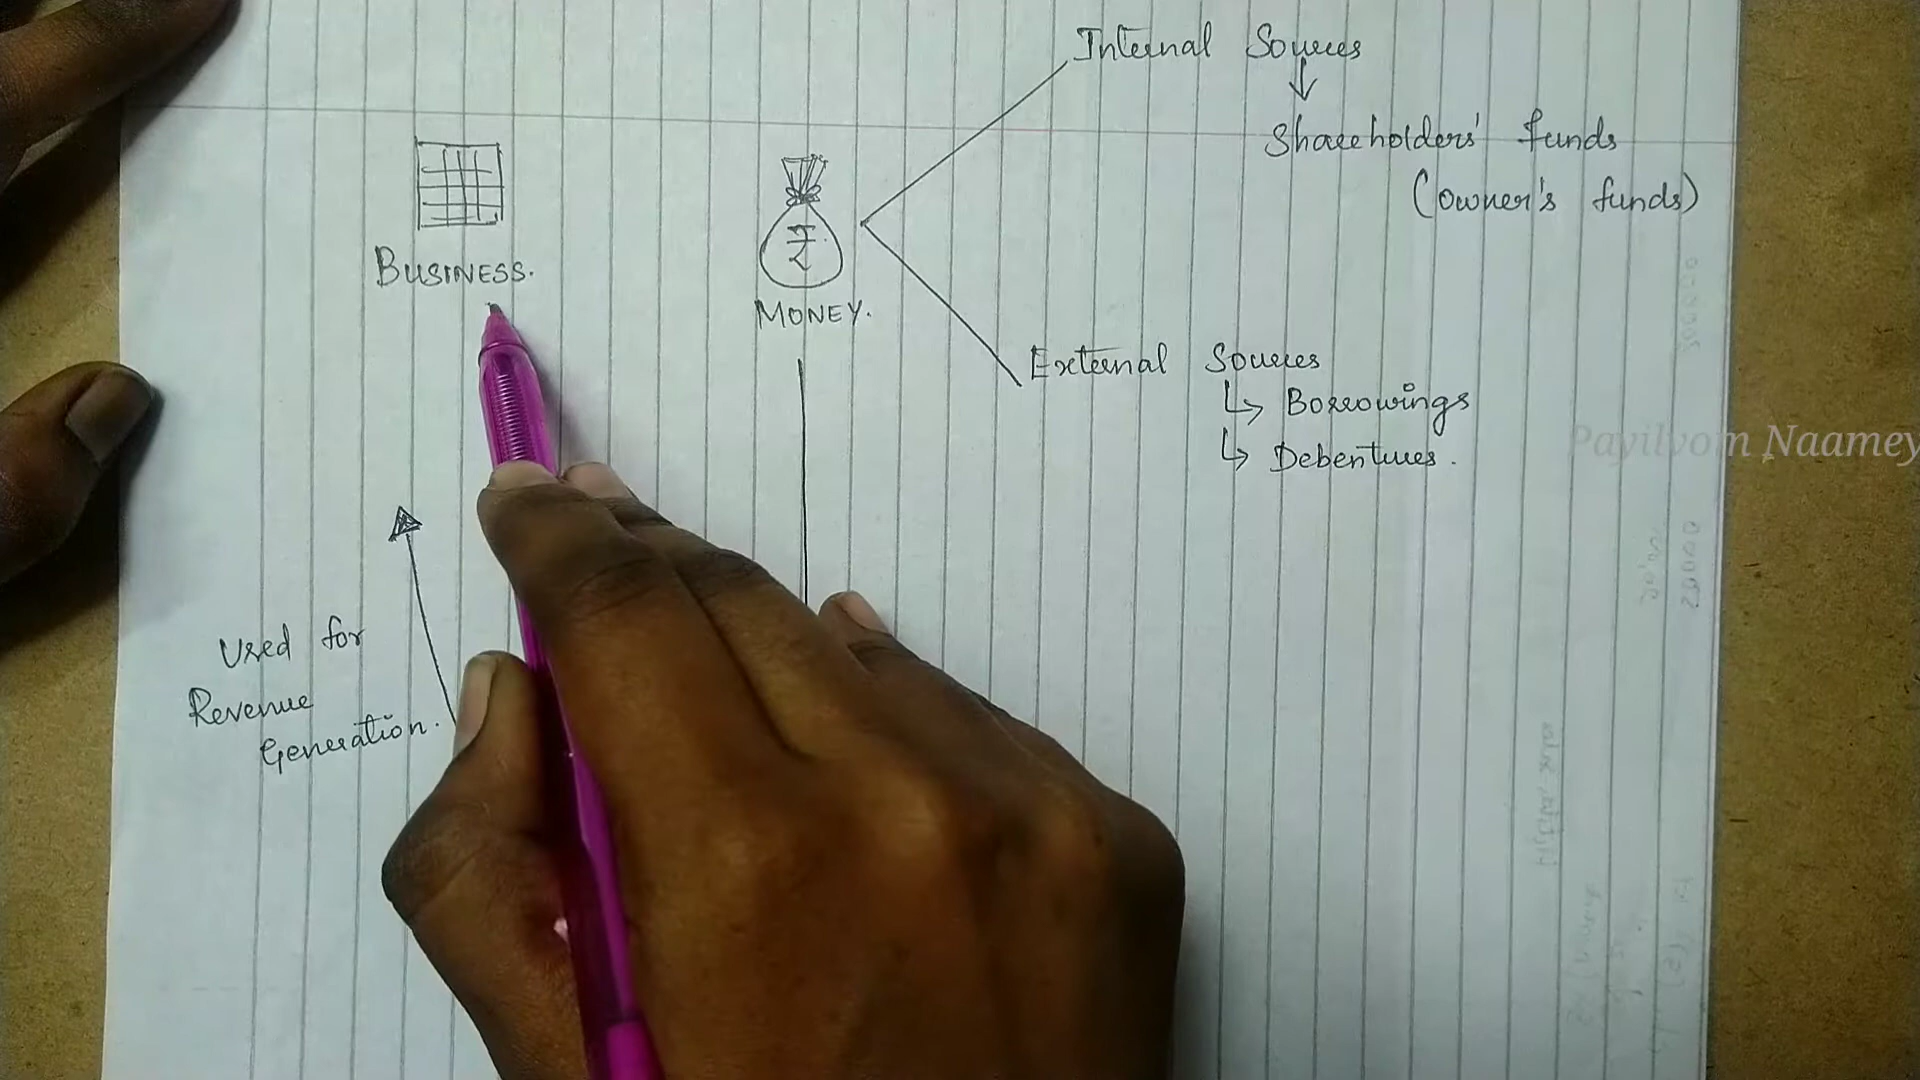 Internal Sources
Shareholders' funds
(owner's funds)
BUSINESS.
₹
MONEY.
External Sources
Borrowings
Debentures.
Payilvom Naamey
Used for
Revenue
Generation.